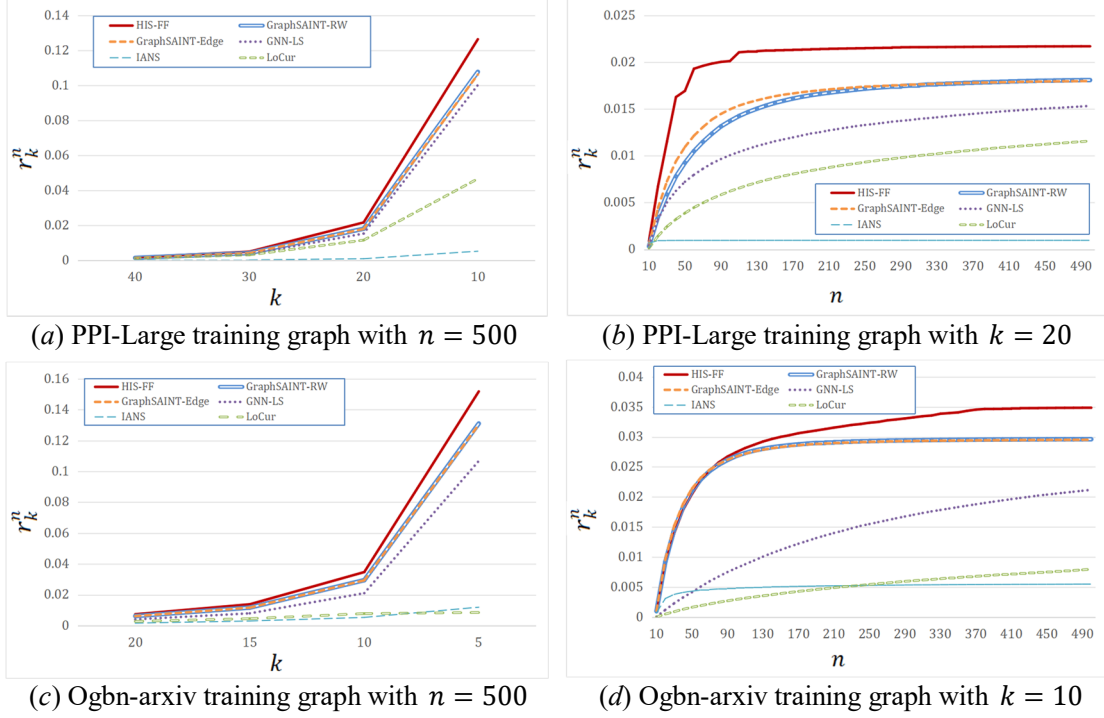 HIS-FF GraphSAINT-RW
GraphSAINT-Edge GNN-LS
IANS LoCur
0.14
0.12
0.1
0.08
0.06
0.04
0.02
0
r_k^n
40 30 20 10
k
(a) PPI-Large training graph with n = 500
0.025
0.02
0.015
0.01
0.005
0
r_k^n
HIS-FF GraphSAINT-RW
GraphSAINT-Edge GNN-LS
IANS LoCur
10 50 90 130 170 210 250 290 330 370 410 450 490
n
(b) PPI-Large training graph with k = 20
0.16
0.14
0.12
0.1
0.08
0.06
0.04
0.02
0
r_k^n
HIS-FF GraphSAINT-RW
GraphSAINT-Edge GNN-LS
IANS LoCur
20 15 10 5
k
(c) Ogbn-arxiv training graph with n = 500
0.04
0.035
0.03
0.025
0.02
0.015
0.01
0.005
0
r_k^n
HIS-FF GraphSAINT-RW
GraphSAINT-Edge GNN-LS
IANS LoCur
10 50 90 130 170 210 250 290 330 370 410 450 490
n
(d) Ogbn-arxiv training graph with k = 10